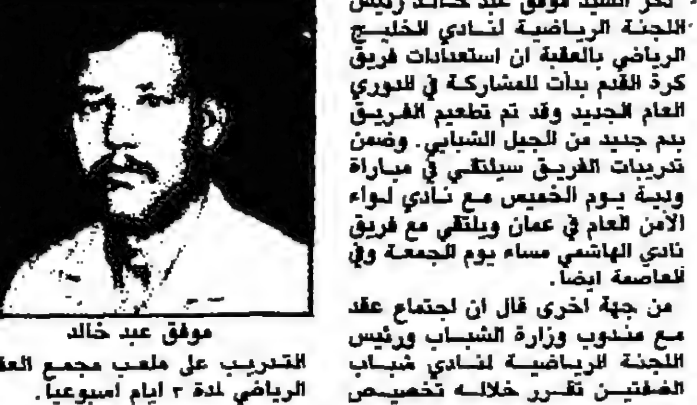 ذكر السيد موفق عبد خالد رئيس
اللجنة الرياضية لنادي الخليج
الرياضي بالعقبة ان استعدادات فريق
كرة القدم بدأت للمشاركة في الدوري
العام الجديد وقد تم تطعيم الفريق
بدم جديد من الجيل الشبابي. وضمن
تدريبات الفريق سيلتقي في مباراة
ودية يوم الخميس مع نادي لواء
الأمن العام في عمان ويلتقي مع فريق
نادي الهاشمي مساء يوم الجمعة وفي
العاصمة ايضا.
من جهة اخرى قال ان اجتماع عقد
مع مندوب وزارة الشباب ورئيس
اللجنة الرياضية لنادي شباب
الضفتين تقرر خلاله تخصيص
موفق عبد خالد
التدريب على ملعب مجمع العق
الرياضي لمدة ٣ ايام اسبوعيا.